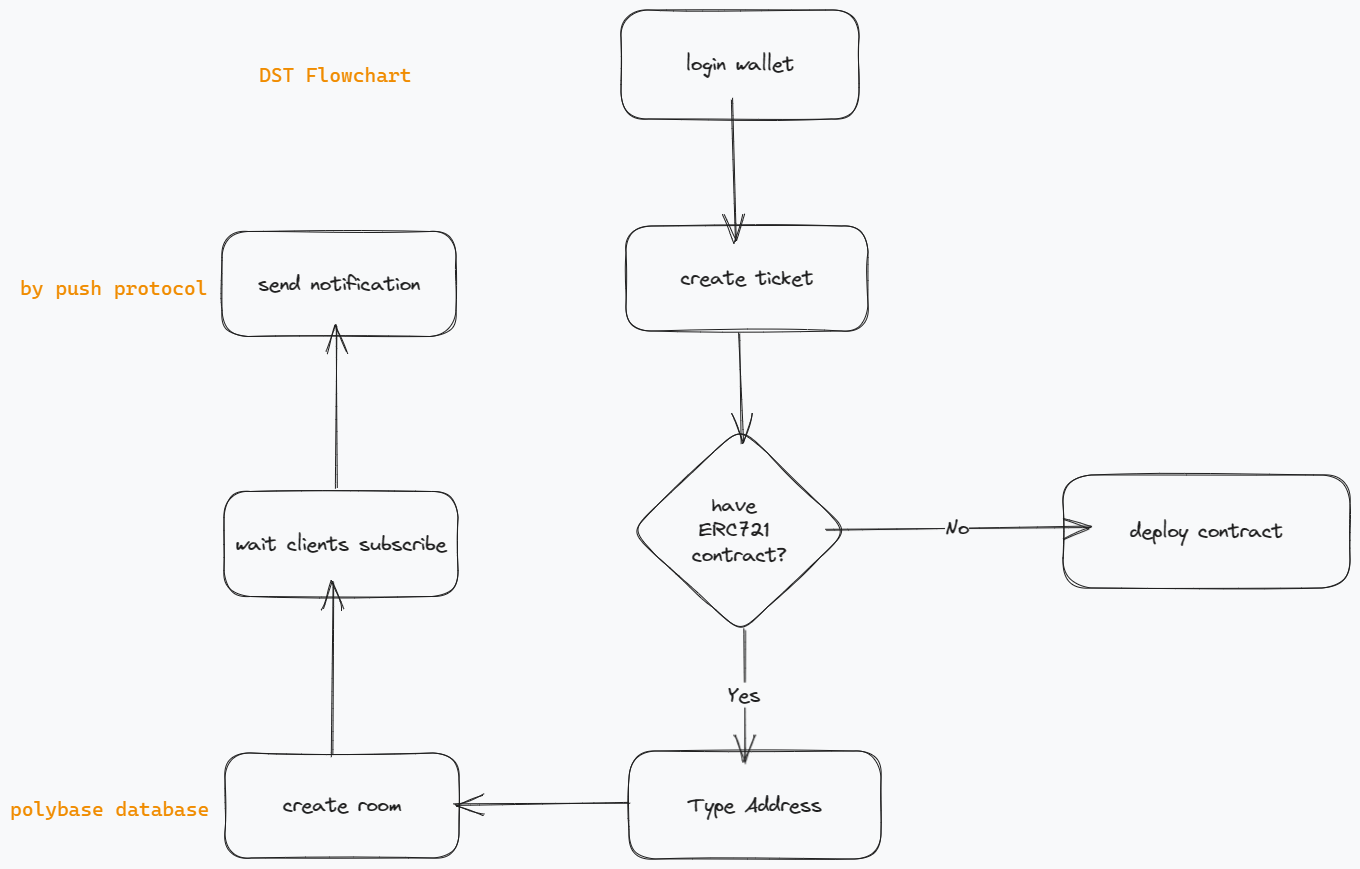 login wallet
DST Flowchart
create ticket
send notification
by push protocol
have
ERC721
contract?
No
deploy contract
wait clients subscribe
Yes
Type Address
create room
polybase database